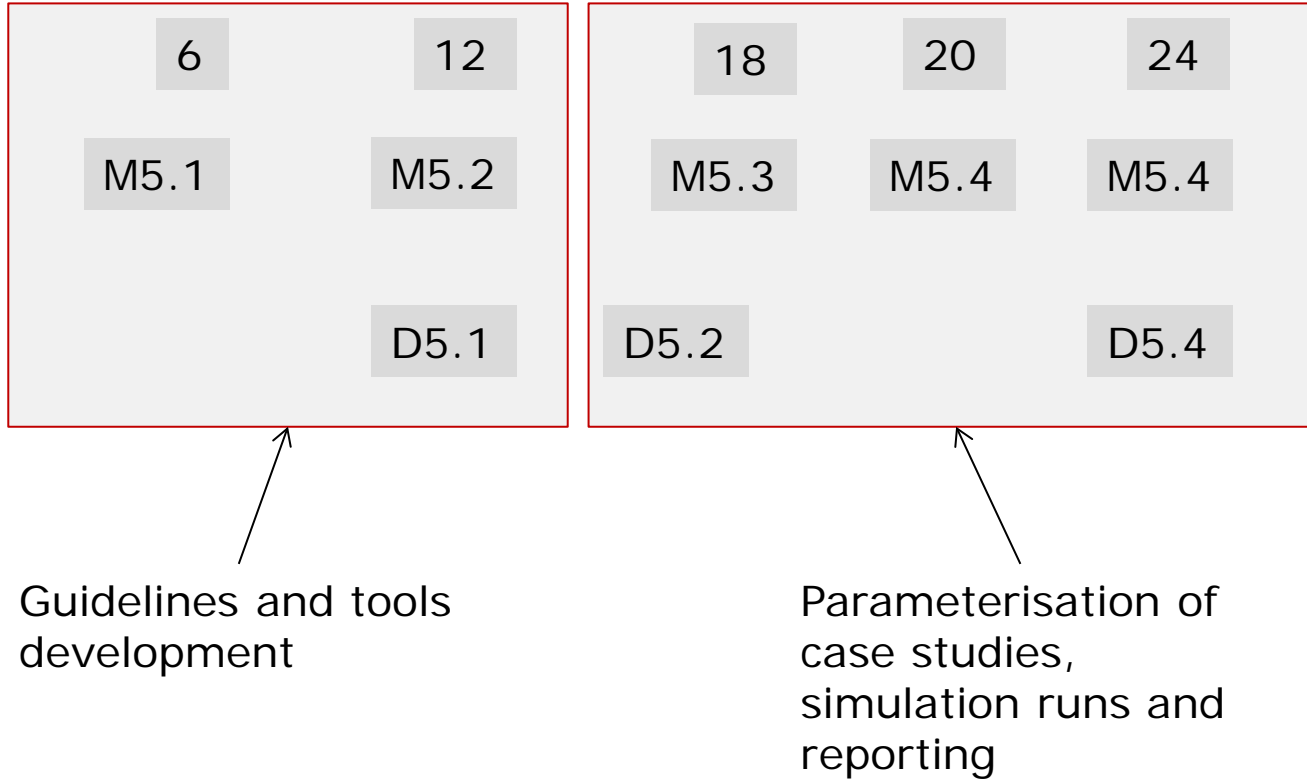 6 12 18 20 24
M5.1 M5.2 M5.3 M5.4 M5.4
D5.1 D5.2 D5.4
Guidelines and tools
development
Parameterisation of
case studies,
simulation runs and
reporting